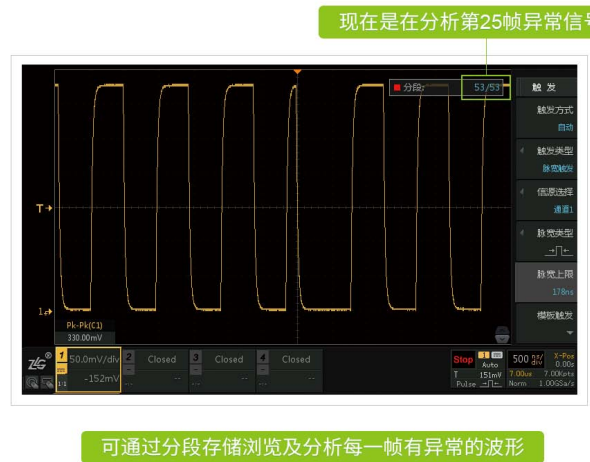 现在是在分析第25帧异常信号
分段: 53/53
触 发
触发方式
自动
触发类型
脉宽触发
信源选择
通道1
脉宽类型
脉宽上限
178ns
模板触发
T
1
Pk-Pk(C1)
330.00mV
ZLG®
1 50.0mV/div
1:1 -152mV
2 Closed
--
3 Closed
--
4 Closed
--
Stop 1 Auto
T 151mV
Pulse
500 ns/div X-Pos 0.00s
7.00us 7.00Kpts
Norm 1.00GSa/s
可通过分段存储浏览及分析每一帧有异常的波形